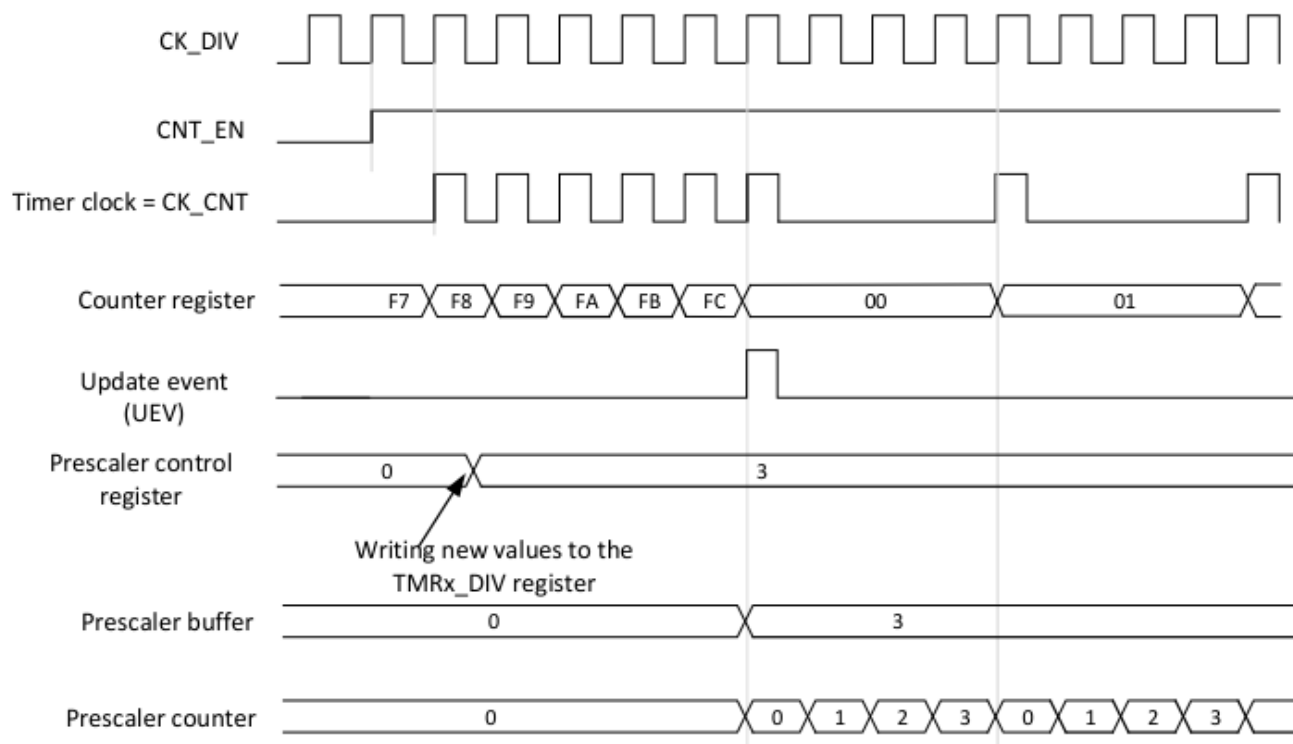 CK_DIV
CNT_EN
Timer clock = CK_CNT
Counter register
F7 F8 F9 FA FB FC 00 01
Update event
(UEV)
Prescaler control
register
0 3
Writing new values to the
TMRx_DIV register
Prescaler buffer
0 3
Prescaler counter
0 0 1 2 3 0 1 2 3